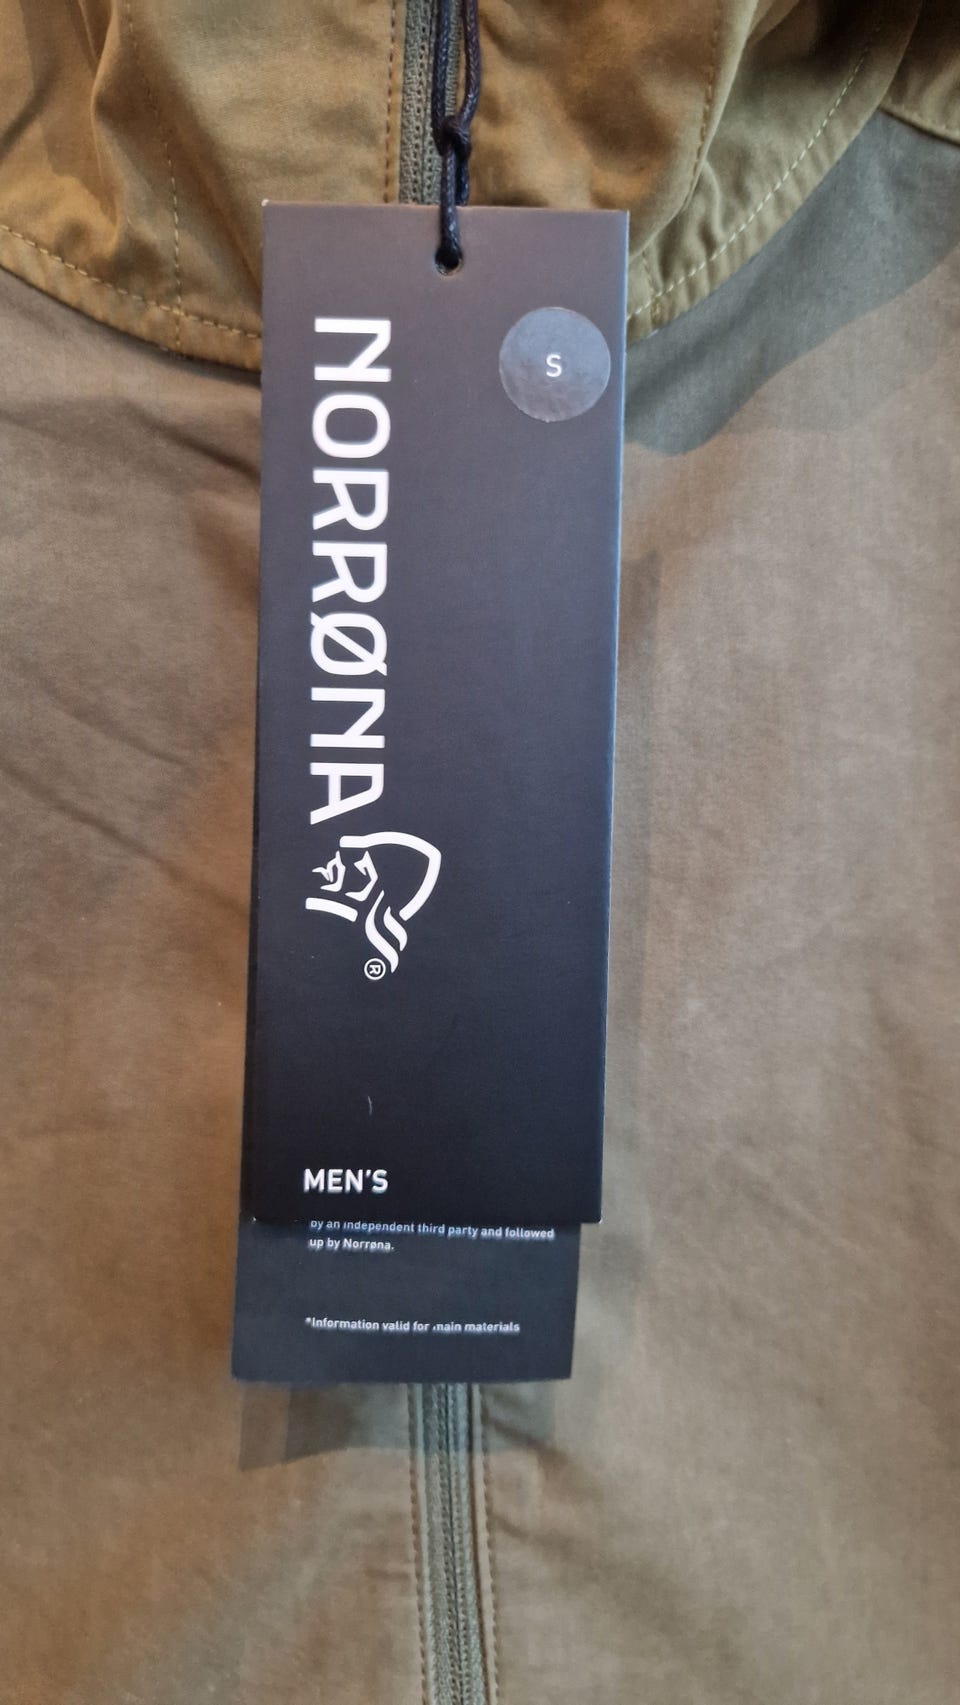 S
NORRØNA
®
MEN'S
by an independent third party and followed
up by Norrøna.
*Information valid for main materials